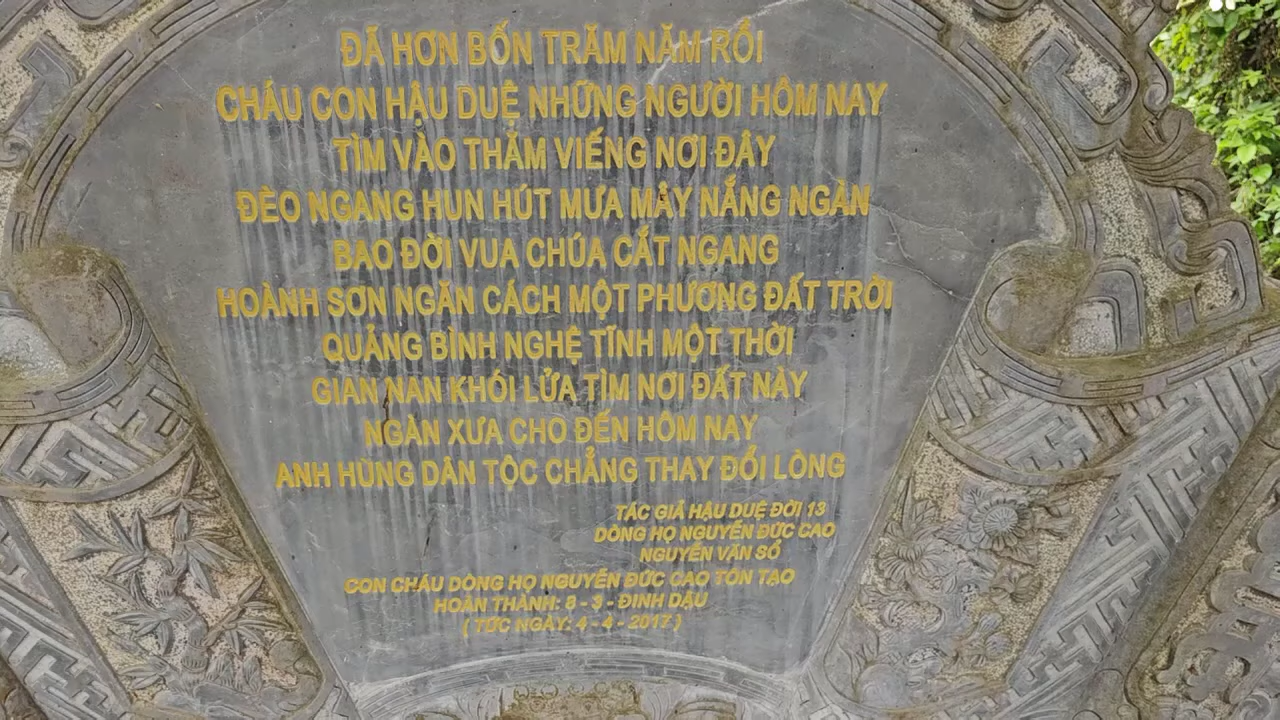 ĐÃ HƠN BỐN TRĂM NĂM RỒI
CHÁU CON HẬU DUỆ NHỮNG NGƯỜI HÔM NAY
TÌM VÀO THĂM VIẾNG NƠI ĐÂY
ĐÈO NGANG HUN HÚT MƯA MÂY NẮNG NGÀN
BAO ĐỜI VUA CHÚA CẮT NGANG
HOÀNH SƠN NGĂN CÁCH MỘT PHƯƠNG ĐẤT TRỜI
QUẢNG BÌNH NGHỆ TĨNH MỘT THỜI
GIAN NAN KHÓI LỬA TÌM NƠI ĐẤT NÀY
NGÀN XƯA CHO ĐẾN HÔM NAY
ANH HÙNG DÂN TỘC CHẲNG THAY ĐỔI LÒNG
TÁC GIẢ HẬU DUỆ ĐỜI 13
DÒNG HỌ NGUYỄN ĐỨC CAO
NGUYỄN VĂN SỔ
CON CHÁU DÒNG HỌ NGUYỄN ĐỨC CAO TÔN TẠO
HOÀN THÀNH: 8 - 3 - ĐINH DẬU
( TỨC NGÀY: 4 - 4 - 2017 )